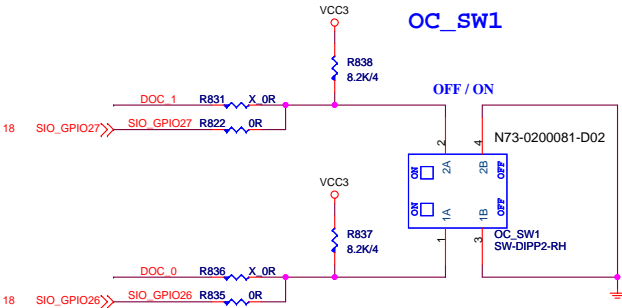 VCC3
OC_SW1
R838
8.2K/4
OFF / ON
DOC_1 R831 X_0R
18 SIO_GPIO27 SIO_GPIO27 R822 0R
N73-0200081-D02
2 4
ON 2A 2B OFF
VCC3
ON 1A 1B OFF
R837
8.2K/4
1 3
OC_SW1
SW-DIPP2-RH
DOC_0 R836 X_0R
18 SIO_GPIO26 SIO_GPIO26 R835 0R